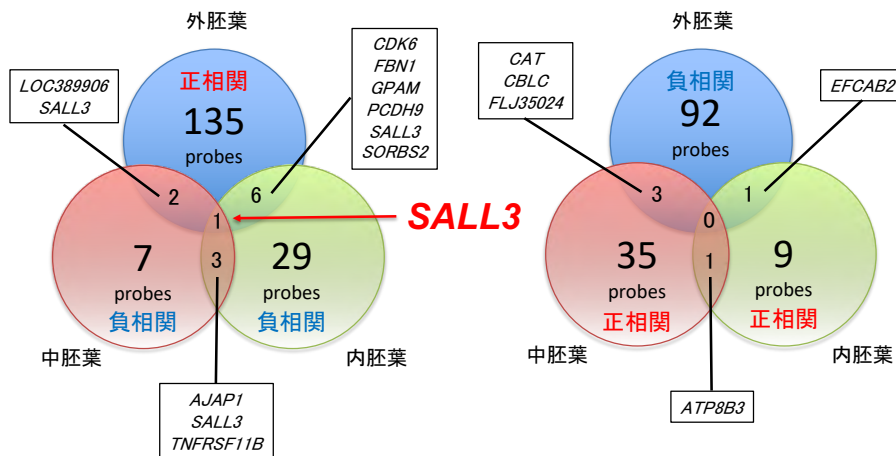 外胚葉
正相関
135
probes
LOC389906
SALL3
CDK6
FBN1
GPAM
PCDH9
SALL3
SORBS2
2
6
1
3
SALL3
7
probes
負相関
29
probes
負相関
中胚葉
内胚葉
AJAP1
SALL3
TNFRSF11B
外胚葉
負相関
92
probes
CAT
CBLC
FLJ35024
EFCAB2
3
1
0
1
35
probes
正相関
9
probes
正相関
中胚葉
内胚葉
ATP8B3